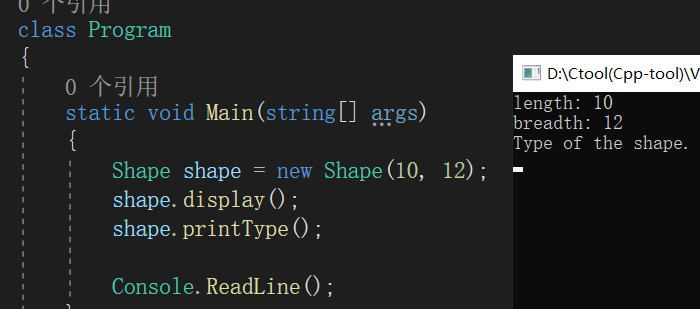 0 个引用
class Program
{
0 个引用
static void Main(string[] args)
{
Shape shape = new Shape(10, 12);
shape.display();
shape.printType();
Console.ReadLine();
D:\Ctool(Cpp-tool)\V
length: 10
breadth: 12
Type of the shape.